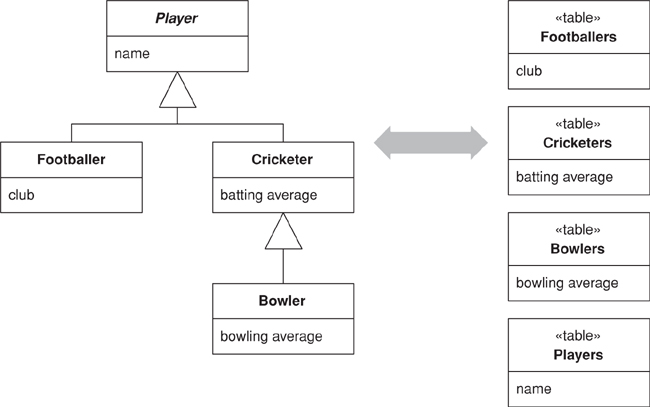 Player
name
Footballer
club
Cricketer
batting average
Bowler
bowling average
«table»
Footballers
club
«table»
Cricketers
batting average
«table»
Bowlers
bowling average
«table»
Players
name